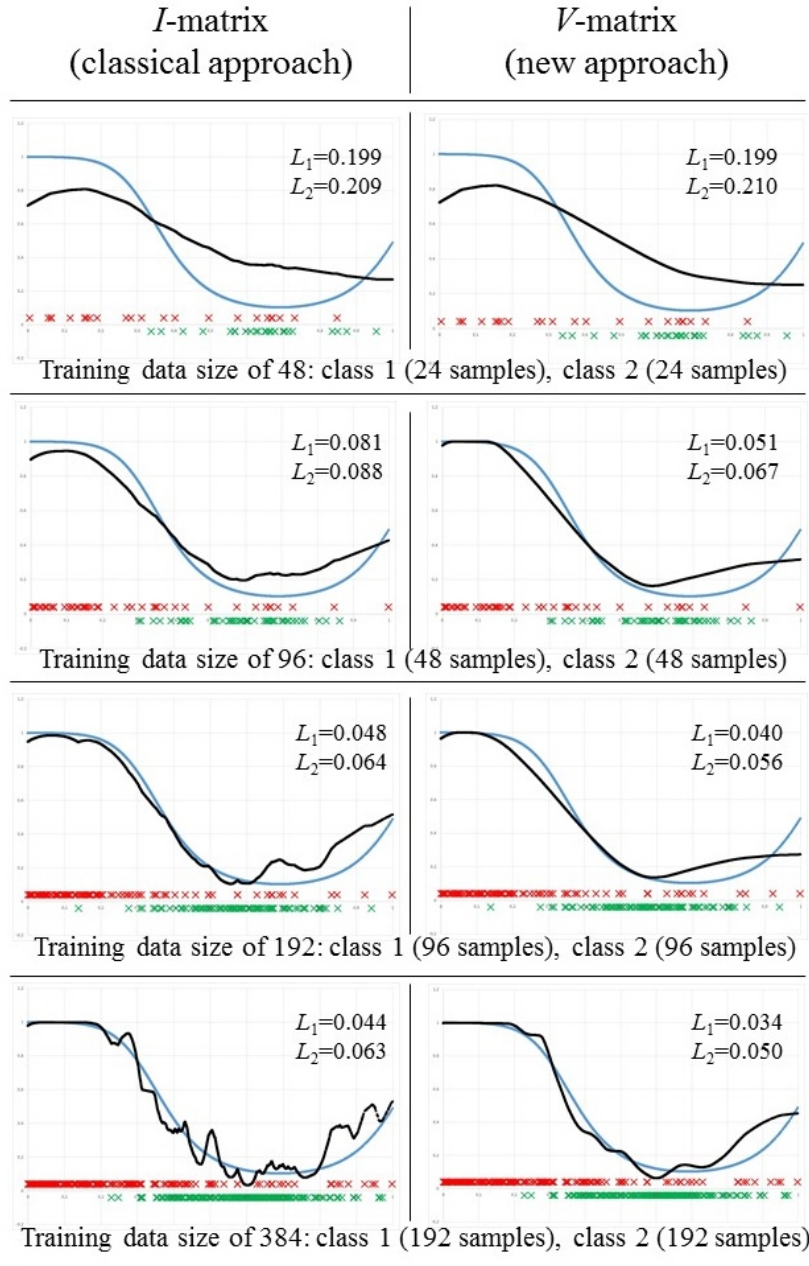 I-matrix
(classical approach)
V-matrix
(new approach)
L1=0.199
L2=0.209
L1=0.199
L2=0.210
Training data size of 48: class 1 (24 samples), class 2 (24 samples)
L1=0.081
L2=0.088
L1=0.051
L2=0.067
Training data size of 96: class 1 (48 samples), class 2 (48 samples)
L1=0.048
L2=0.064
L1=0.040
L2=0.056
Training data size of 192: class 1 (96 samples), class 2 (96 samples)
L1=0.044
L2=0.063
L1=0.034
L2=0.050
Training data size of 384: class 1 (192 samples), class 2 (192 samples)